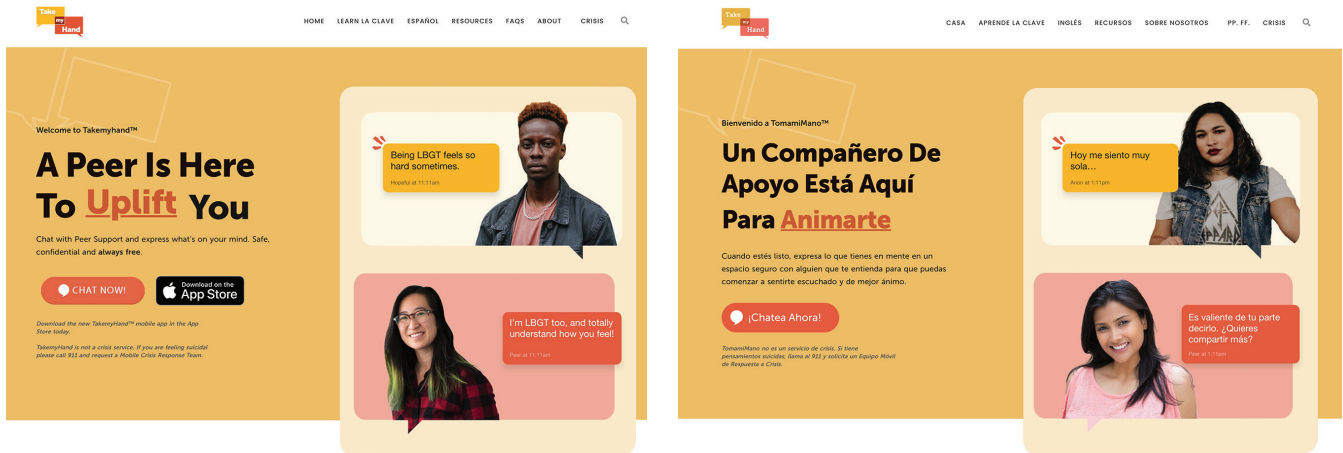 Take
my
Hand
HOME LEARN LA CLAVE ESPAÑOL RESOURCES FAQS ABOUT CRISIS
Welcome to Takemyhand™
A Peer Is Here
To Uplift You
Chat with Peer Support and express what's on your mind. Safe,
confidential and always free.
CHAT NOW!
Download on the
App Store
Download the new TakemyHand™ mobile app in the App
Store today.
TakemyHand is not a crisis service. If you are feeling suicidal
please call 911 and request a Mobile Crisis Response Team.
Being LBGT feels so
hard sometimes.
Hopeful at 11:11am
I'm LBGT too, and totally
understand how you feel!
Peer at 11:11am
Take
my
Hand
CASA APRENDE LA CLAVE INGLÉS RECURSOS SOBRE NOSOTROS PP. FF. CRISIS
Bienvenido a TomamiMano™
Un Compañero De
Apoyo Está Aquí
Para Animarte
Cuando estés listo, expresa lo que tienes en mente en un
espacio seguro con alguien que te entienda para que puedas
comenzar a sentirte escuchado y de mejor ánimo.
¡Chatea Ahora!
TomamiMano no es un servicio de crisis. Si tiene
pensamientos suicidas, llama al 911 y solicita un Equipo Móvil
de Respuesta a Crisis.
Hoy me siento muy
sola...
Anon at 1:11pm
Es valiente de tu parte
decirlo. ¿Quieres
compartir más?
Peer at 1:11pm